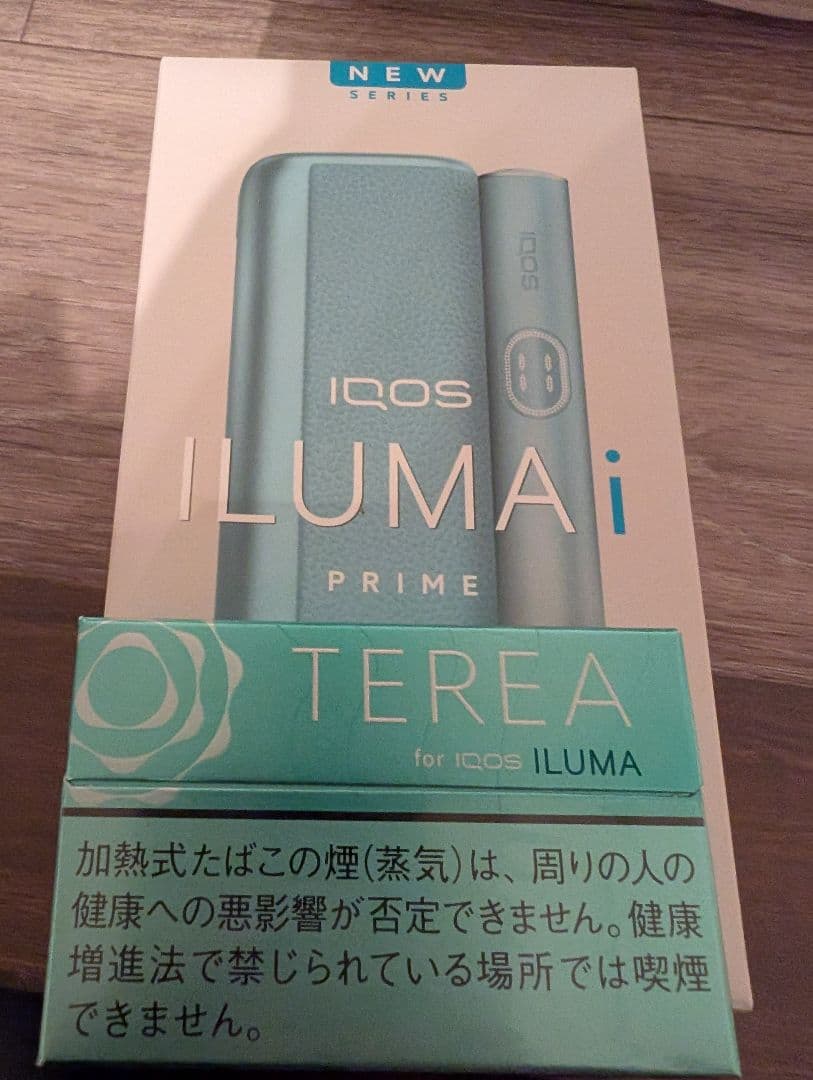 NEW
SERIES
IQOS
IQOS
ILUMA i
PRIME
TEREA
for IQOS ILUMA
加熱式たばこの煙(蒸気)は、周りの人の
健康への悪影響が否定できません。健康
増進法で禁じられている場所では喫煙
できません。